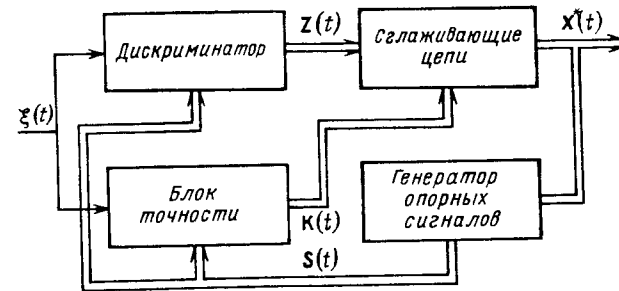 Z(t)
X*(t)
Дискриминатор
Сглаживающие
цепи
ξ(t)
Блок
точности
K(t)
Генератор
опорных
сигналов
S(t)